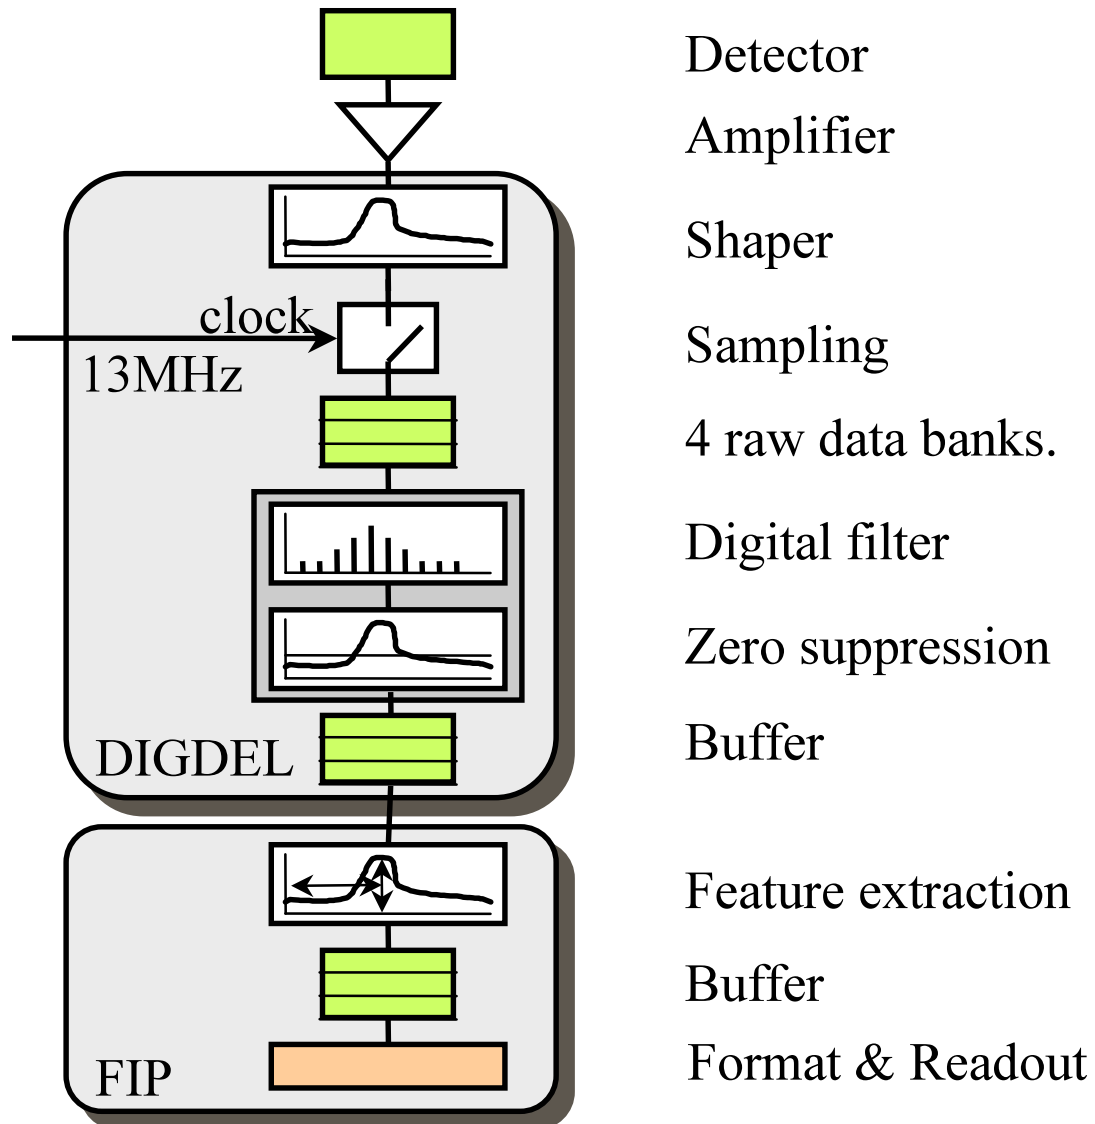 Detector
Amplifier
Shaper
clock
13MHz
Sampling
4 raw data banks.
Digital filter
Zero suppression
Buffer
DIGDEL
Feature extraction
Buffer
Format & Readout
FIP